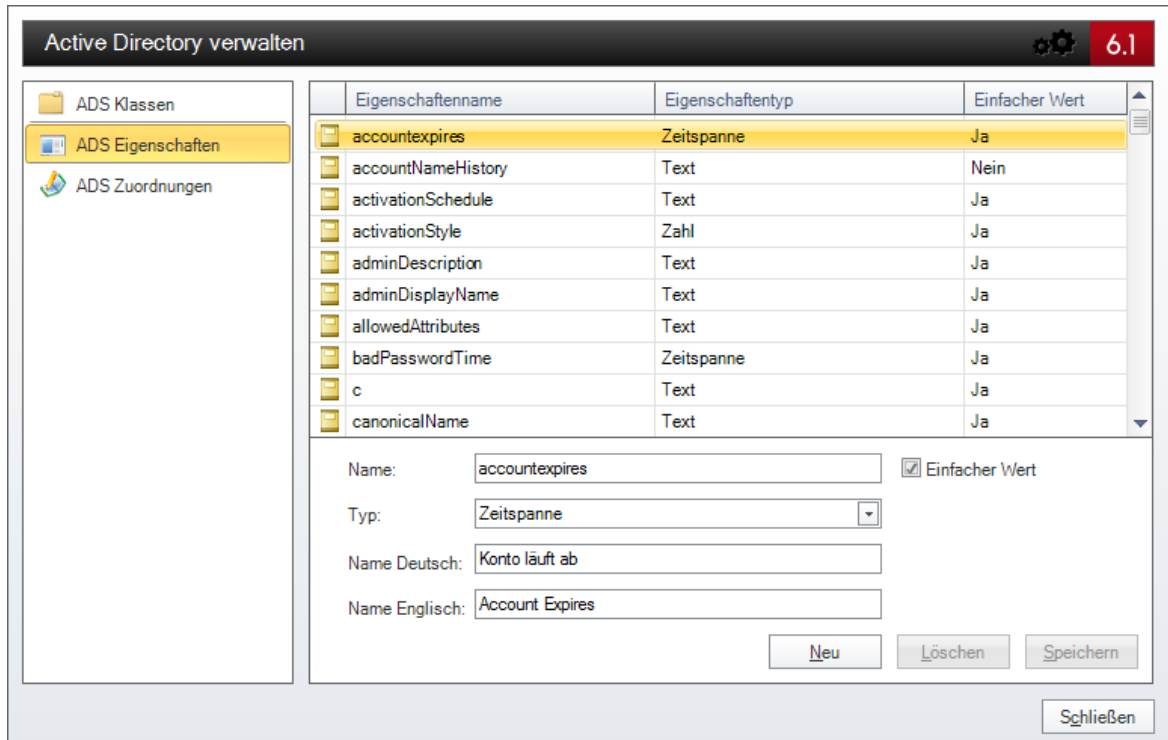 Active Directory verwalten 6.1
ADS Klassen
ADS Eigenschaften
ADS Zuordnungen
Eigenschaftenname Eigenschaftentyp Einfacher Wert
accountexpires Zeitspanne Ja
accountNameHistory Text Nein
activationSchedule Text Ja
activationStyle Zahl Ja
adminDescription Text Ja
adminDisplayName Text Ja
allowedAttributes Text Ja
badPasswordTime Zeitspanne Ja
c Text Ja
canonicalName Text Ja
Name: accountexpires Einfacher Wert
Typ: Zeitspanne
Name Deutsch: Konto läuft ab
Name Englisch: Account Expires
Neu Löschen Speichern
Schließen